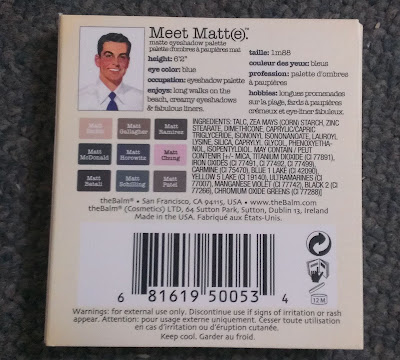 Meet Matt(e)™
matte eyeshadow palette
palette d'ombres à paupières mat
height: 6'2"
eye color: blue
occupation: eyeshadow palette
enjoys: long walks on the
beach, creamy eyeshadows
& fabulous liners.
taille: 1m88
couleur des yeux: bleus
profession: palette d'ombres
à paupières
hobbies: longues promenades
sur la plage, fards à paupières
crémeux et eye-liner fabuleux.
Matt Gallagher
Matt Ramirez
Matt McDonald
Matt Horowitz
Matt Chung
Matt Batali
Matt Schilling
Matt Patel
INGREDIENTS: TALC, ZEA MAYS (CORN) STARCH, ZINC
STEARATE, DIMETHICONE, CAPRYLIC/CAPRIC
TRIGLYCERIDE, ISONONYL ISONONANOATE, LAUROYL
LYSINE, SILICA, CAPRYLYL GLYCOL, PHENOXYETHA-
NOL, ISOPENTYLDIOL. MAY CONTAIN / PEUT
CONTENIR [+/- MICA, TITANIUM DIOXIDE (CI 77891),
IRON OXIDES (CI 77491, CI 77492, CI 77499),
CARMINE (CI 75470), BLUE 1 LAKE (CI 42090),
YELLOW 5 LAKE (CI 19140), ULTRAMARINES (CI
77007), MANGANESE VIOLET (CI 77742), BLACK 2 (CI
77266), CHROMIUM OXIDE GREENS (CI 77288)]
theBalm® • San Francisco, CA 94115, USA • www.theBalm.com
theBalm® (Cosmetics) LTD, 64 Sutton Park, Sutton, Dublin 13, Ireland
Made in the USA. Fabriqué aux États-Unis.
6 81619 50053 4
12 M
Warnings: for external use only. Discontinue use if signs of irritation or rash
appear. Attention: pour usage externe uniquement. Cesser toute utilisation
en cas d'irritation ou d'éruption cutanée.
Keep cool. Garder au froid.